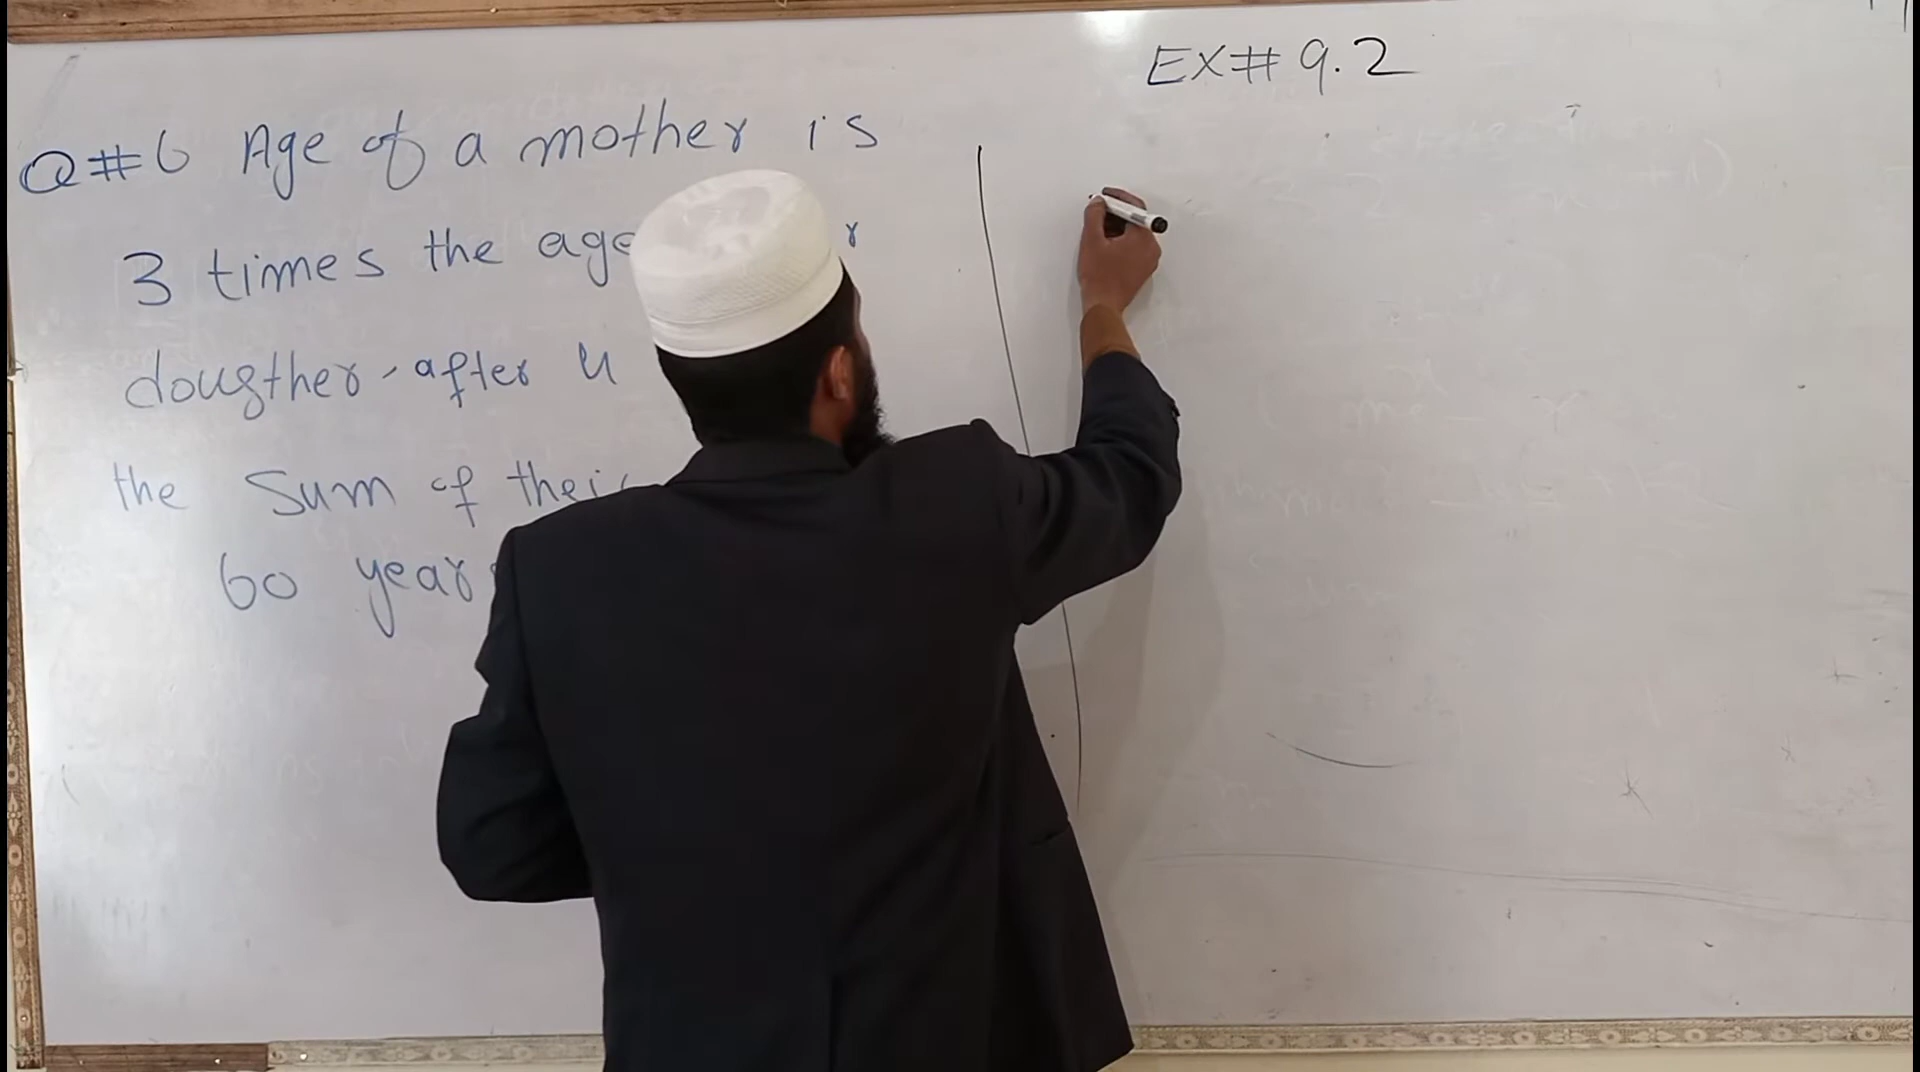 EX# 9.2
Q#6 Age of a mother is
3 times the age r
dougther. after 4
the Sum of their
60 year